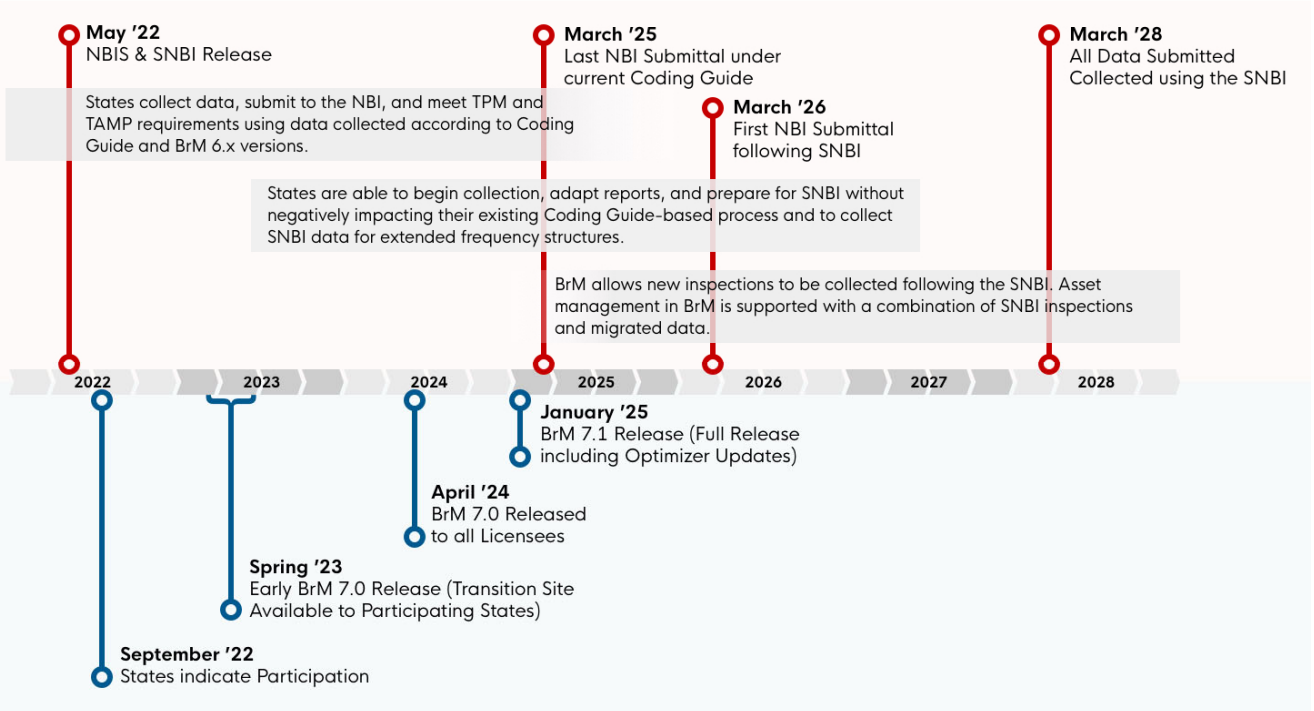 May '22
NBIS & SNBI Release
March '25
Last NBI Submittal under
current Coding Guide
March '28
All Data Submitted
Collected using the SNBI
States collect data, submit to the NBI, and meet TPM and
TAMP requirements using data collected according to Coding
Guide and BrM 6.x versions.
March '26
First NBI Submittal
following SNBI
States are able to begin collection, adapt reports, and prepare for SNBI without
negatively impacting their existing Coding Guide-based process and to collect
SNBI data for extended frequency structures.
BrM allows new inspections to be collected following the SNBI. Asset
management in BrM is supported with a combination of SNBI inspections
and migrated data.
2022 2023 2024 2025 2026 2027 2028
January '25
BrM 7.1 Release (Full Release
including Optimizer Updates)
April '24
BrM 7.0 Released
to all Licensees
Spring '23
Early BrM 7.0 Release (Transition Site
Available to Participating States)
September '22
States indicate Participation